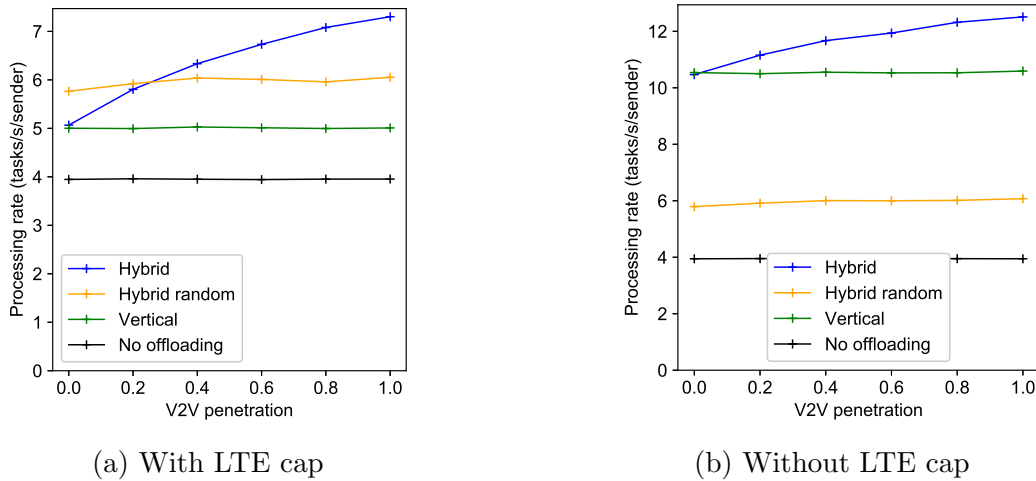 7
6
5
4
3
2
1
0
Processing rate (tasks/s/sender)
Hybrid
Hybrid random
Vertical
No offloading
0.0 0.2 0.4 0.6 0.8 1.0
V2V penetration
(a) With LTE cap
12
10
8
6
4
2
0
Processing rate (tasks/s/sender)
Hybrid
Hybrid random
Vertical
No offloading
0.0 0.2 0.4 0.6 0.8 1.0
V2V penetration
(b) Without LTE cap